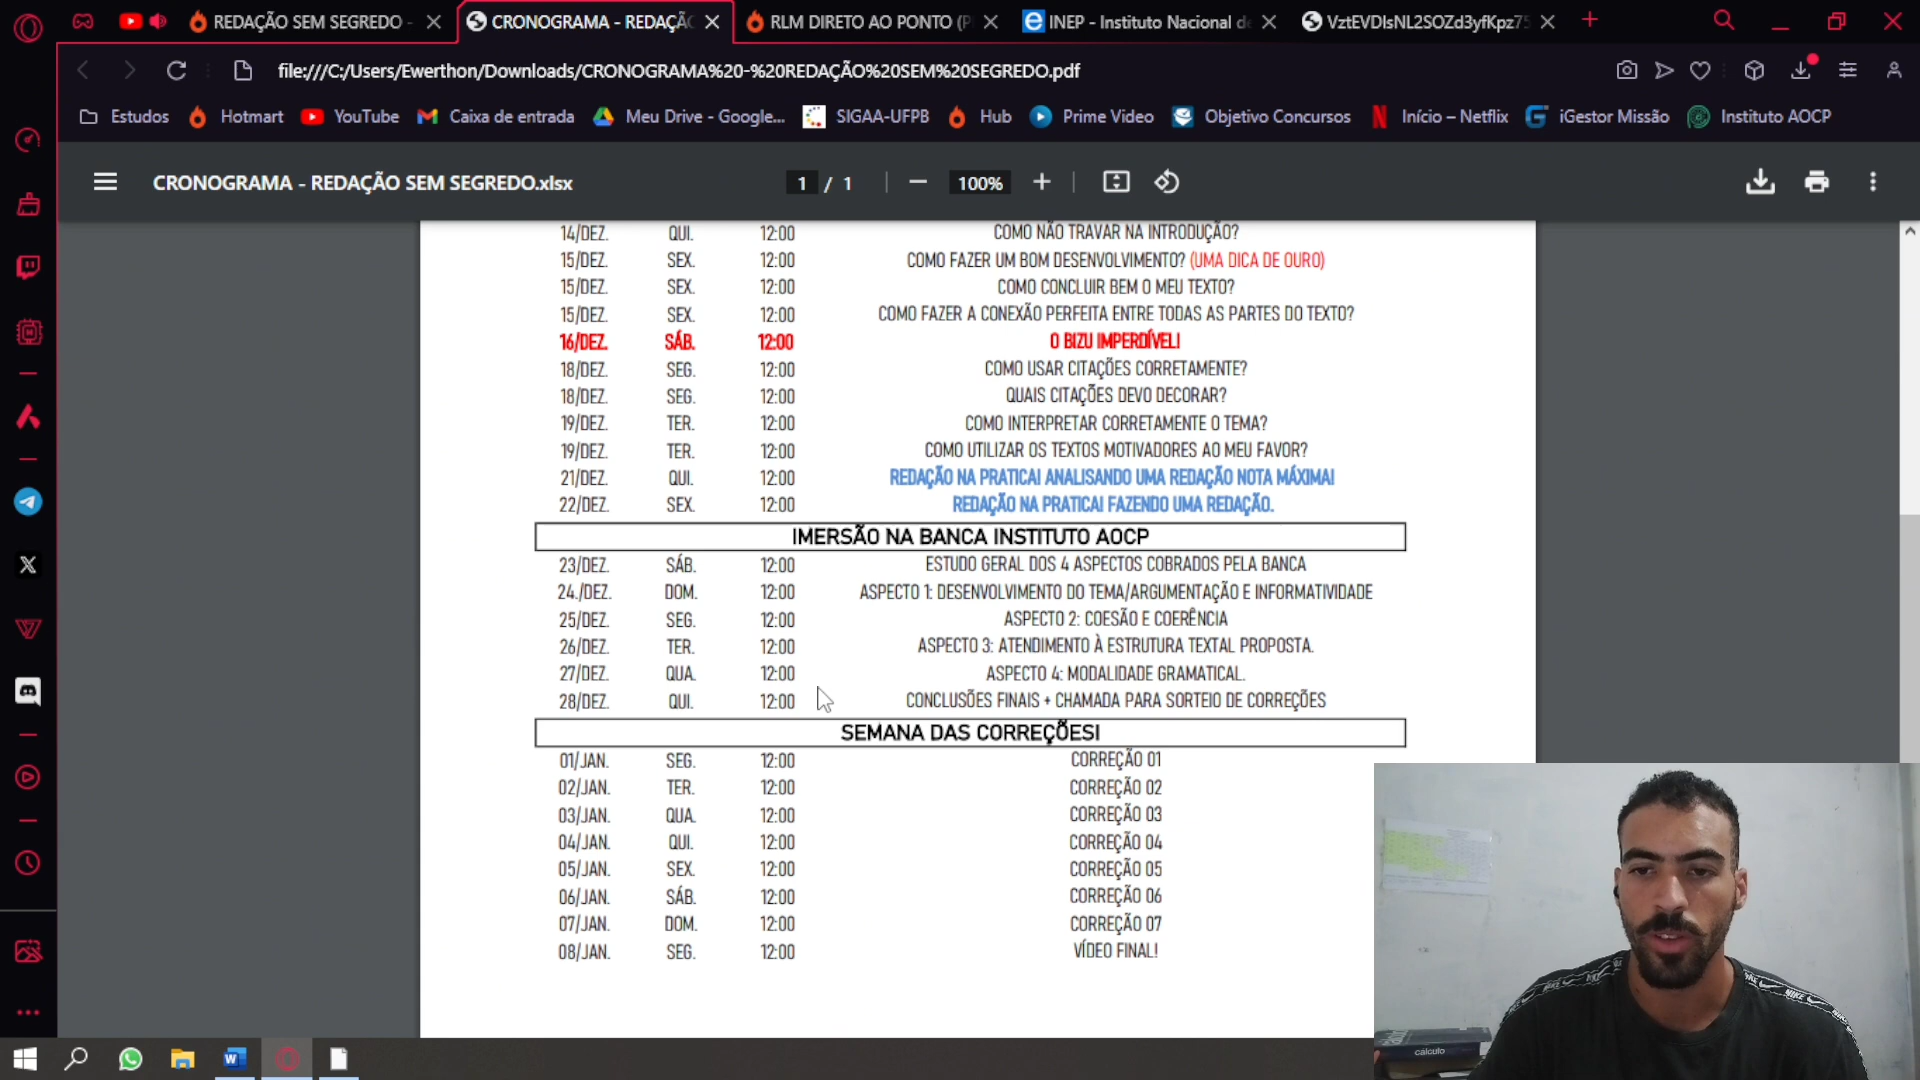 REDAÇÃO SEM SEGREDO -
CRONOGRAMA - REDAÇÃO
RLM DIRETO AO PONTO (P
INEP - Instituto Nacional de
VztEVDIsNL2SOZd3yfKpz75
file:///C:/Users/Ewerthon/Downloads/CRONOGRAMA%20-%20REDAÇÃO%20SEM%20SEGREDO.pdf
Estudos Hotmart YouTube Caixa de entrada Meu Drive - Google... SIGAA-UFPB Hub Prime Video Objetivo Concursos Início – Netflix iGestor Missão Instituto AOCP
CRONOGRAMA - REDAÇÃO SEM SEGREDO.xlsx 1 / 1 100%
14/DEZ. QUI. 12:00 COMO NÃO TRAVAR NA INTRODUÇÃO?
15/DEZ. SEX. 12:00 COMO FAZER UM BOM DESENVOLVIMENTO? (UMA DICA DE OURO)
15/DEZ. SEX. 12:00 COMO CONCLUIR BEM O MEU TEXTO?
15/DEZ. SEX. 12:00 COMO FAZER A CONEXÃO PERFEITA ENTRE TODAS AS PARTES DO TEXTO?
16/DEZ. SÁB. 12:00 O BIZU IMPERDÍVEL!
18/DEZ. SEG. 12:00 COMO USAR CITAÇÕES CORRETAMENTE?
18/DEZ. SEG. 12:00 QUAIS CITAÇÕES DEVO DECORAR?
19/DEZ. TER. 12:00 COMO INTERPRETAR CORRETAMENTE O TEMA?
19/DEZ. TER. 12:00 COMO UTILIZAR OS TEXTOS MOTIVADORES AO MEU FAVOR?
21/DEZ. QUI. 12:00 REDAÇÃO NA PRATICA! ANALISANDO UMA REDAÇÃO NOTA MÁXIMA!
22/DEZ. SEX. 12:00 REDAÇÃO NA PRATICA! FAZENDO UMA REDAÇÃO.
IMERSÃO NA BANCA INSTITUTO AOCP
23/DEZ. SÁB. 12:00 ESTUDO GERAL DOS 4 ASPECTOS COBRADOS PELA BANCA
24./DEZ. DOM. 12:00 ASPECTO 1: DESENVOLVIMENTO DO TEMA/ARGUMENTAÇÃO E INFORMATIVIDADE
25/DEZ. SEG. 12:00 ASPECTO 2: COESÃO E COERÊNCIA
26/DEZ. TER. 12:00 ASPECTO 3: ATENDIMENTO À ESTRUTURA TEXTAL PROPOSTA.
27/DEZ. QUA. 12:00 ASPECTO 4: MODALIDADE GRAMATICAL.
28/DEZ. QUI. 12:00 CONCLUSÕES FINAIS + CHAMADA PARA SORTEIO DE CORREÇÕES
SEMANA DAS CORREÇÕES!
01/JAN. SEG. 12:00 CORREÇÃO 01
02/JAN. TER. 12:00 CORREÇÃO 02
03/JAN. QUA. 12:00 CORREÇÃO 03
04/JAN. QUI. 12:00 CORREÇÃO 04
05/JAN. SEX. 12:00 CORREÇÃO 05
06/JAN. SÁB. 12:00 CORREÇÃO 06
07/JAN. DOM. 12:00 CORREÇÃO 07
08/JAN. SEG. 12:00 VÍDEO FINAL!
NIKE
NIKE
cálculo